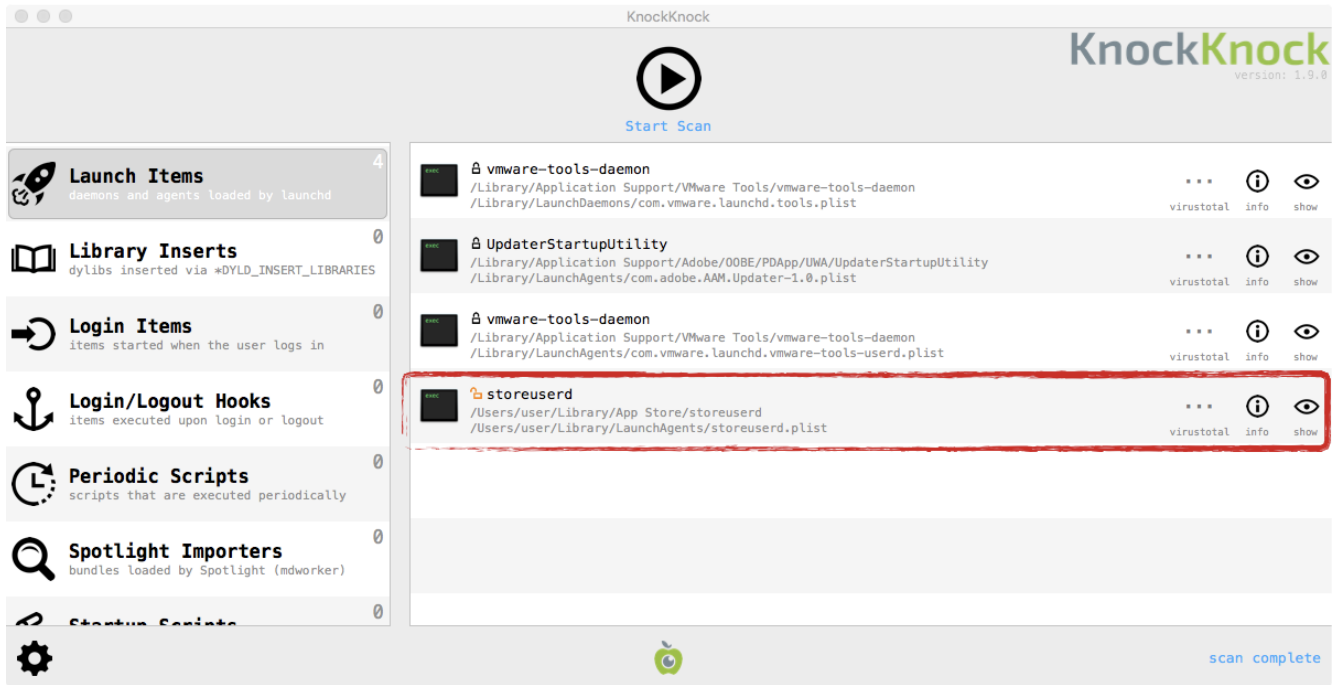 KnockKnock
KnockKnock
version: 1.9.0
Start Scan
Launch Items
4
daemons and agents loaded by launchd
Library Inserts
0
dylibs inserted via *DYLD_INSERT_LIBRARIES
Login Items
0
items started when the user logs in
Login/Logout Hooks
0
items executed upon login or logout
Periodic Scripts
0
scripts that are executed periodically
Spotlight Importers
0
bundles loaded by Spotlight (mdworker)
Startup Scripts
0
exec
vmware-tools-daemon
/Library/Application Support/VMware Tools/vmware-tools-daemon
/Library/LaunchDaemons/com.vmware.launchd.tools.plist
virustotal info show
exec
UpdaterStartupUtility
/Library/Application Support/Adobe/OOBE/PDApp/UWA/UpdaterStartupUtility
/Library/LaunchAgents/com.adobe.AAM.Updater-1.0.plist
virustotal info show
exec
vmware-tools-daemon
/Library/Application Support/VMware Tools/vmware-tools-daemon
/Library/LaunchAgents/com.vmware.launchd.vmware-tools-userd.plist
virustotal info show
exec
storeuserd
/Users/user/Library/App Store/storeuserd
/Users/user/Library/LaunchAgents/storeuserd.plist
virustotal info show
scan complete